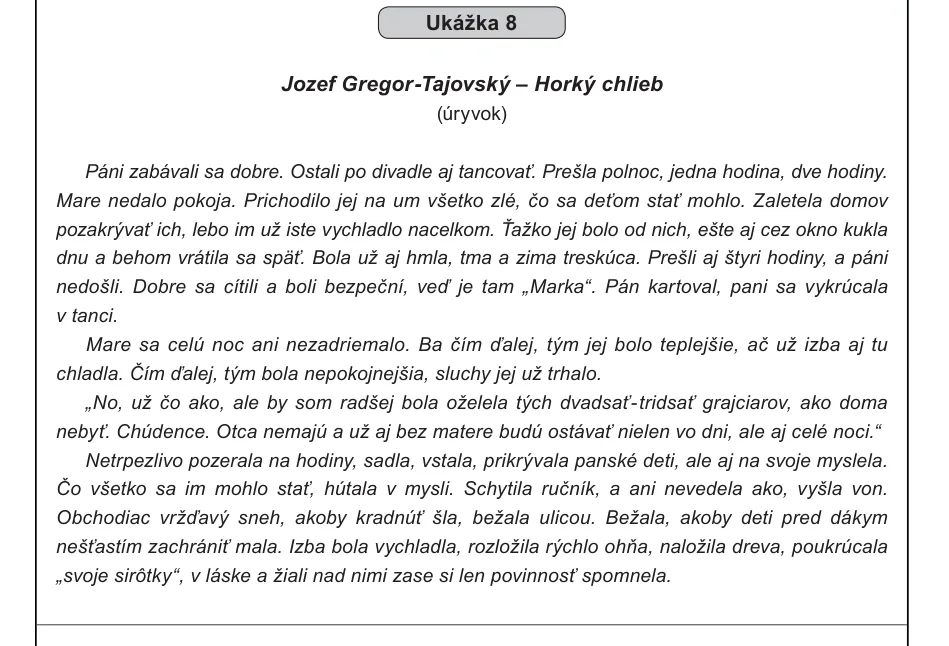 Ukážka 8
Jozef Gregor-Tajovský – Horký chlieb
(úryvok)
Páni zabávali sa dobre. Ostali po divadle aj tancovať. Prešla polnoc, jedna hodina, dve hodiny.
Mare nedalo pokoja. Prichodilo jej na um všetko zlé, čo sa deťom stať mohlo. Zaletela domov
pozakrývať ich, lebo im už iste vychladlo nacelkom. Ťažko jej bolo od nich, ešte aj cez okno kukla
dnu a behom vrátila sa späť. Bola už aj hmla, tma a zima treskúca. Prešli aj štyri hodiny, a páni
nedošli. Dobre sa cítili a boli bezpeční, veď je tam „Marka“. Pán kartoval, pani sa vykrúcala
v tanci.
Mare sa celú noc ani nezadriemalo. Ba čím ďalej, tým jej bolo teplejšie, ač už izba aj tu
chladla. Čím ďalej, tým bola nepokojnejšia, sluchy jej už trhalo.
„No, už čo ako, ale by som radšej bola oželela tých dvadsať-tridsať grajciarov, ako doma
nebyť. Chúdence. Otca nemajú a už aj bez matere budú ostávať nielen vo dni, ale aj celé noci.“
Netrpezlivo pozerala na hodiny, sadla, vstala, prikrývala panské deti, ale aj na svoje myslela.
Čo všetko sa im mohlo stať, hútala v mysli. Schytila ručník, a ani nevedela ako, vyšla von.
Obchodiac vržďavý sneh, akoby kradnúť šla, bežala ulicou. Bežala, akoby deti pred dákym
nešťastím zachrániť mala. Izba bola vychladla, rozložila rýchlo ohňa, naložila dreva, poukrúcala
„svoje sirôtky“, v láske a žiali nad nimi zase si len povinnosť spomnela.